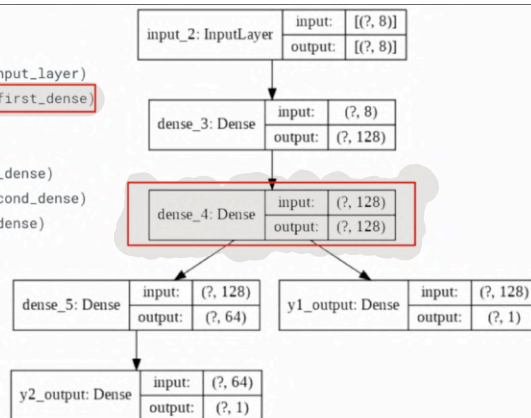 nput_layer)
first_dense)
_dense)
cond_dense)
dense)
input_2: InputLayer
input: [(?, 8)]
output: [(?, 8)]
dense_3: Dense
input: (?, 8)
output: (?, 128)
dense_4: Dense
input: (?, 128)
output: (?, 128)
dense_5: Dense
input: (?, 128)
output: (?, 64)
y1_output: Dense
input: (?, 128)
output: (?, 1)
y2_output: Dense
input: (?, 64)
output: (?, 1)